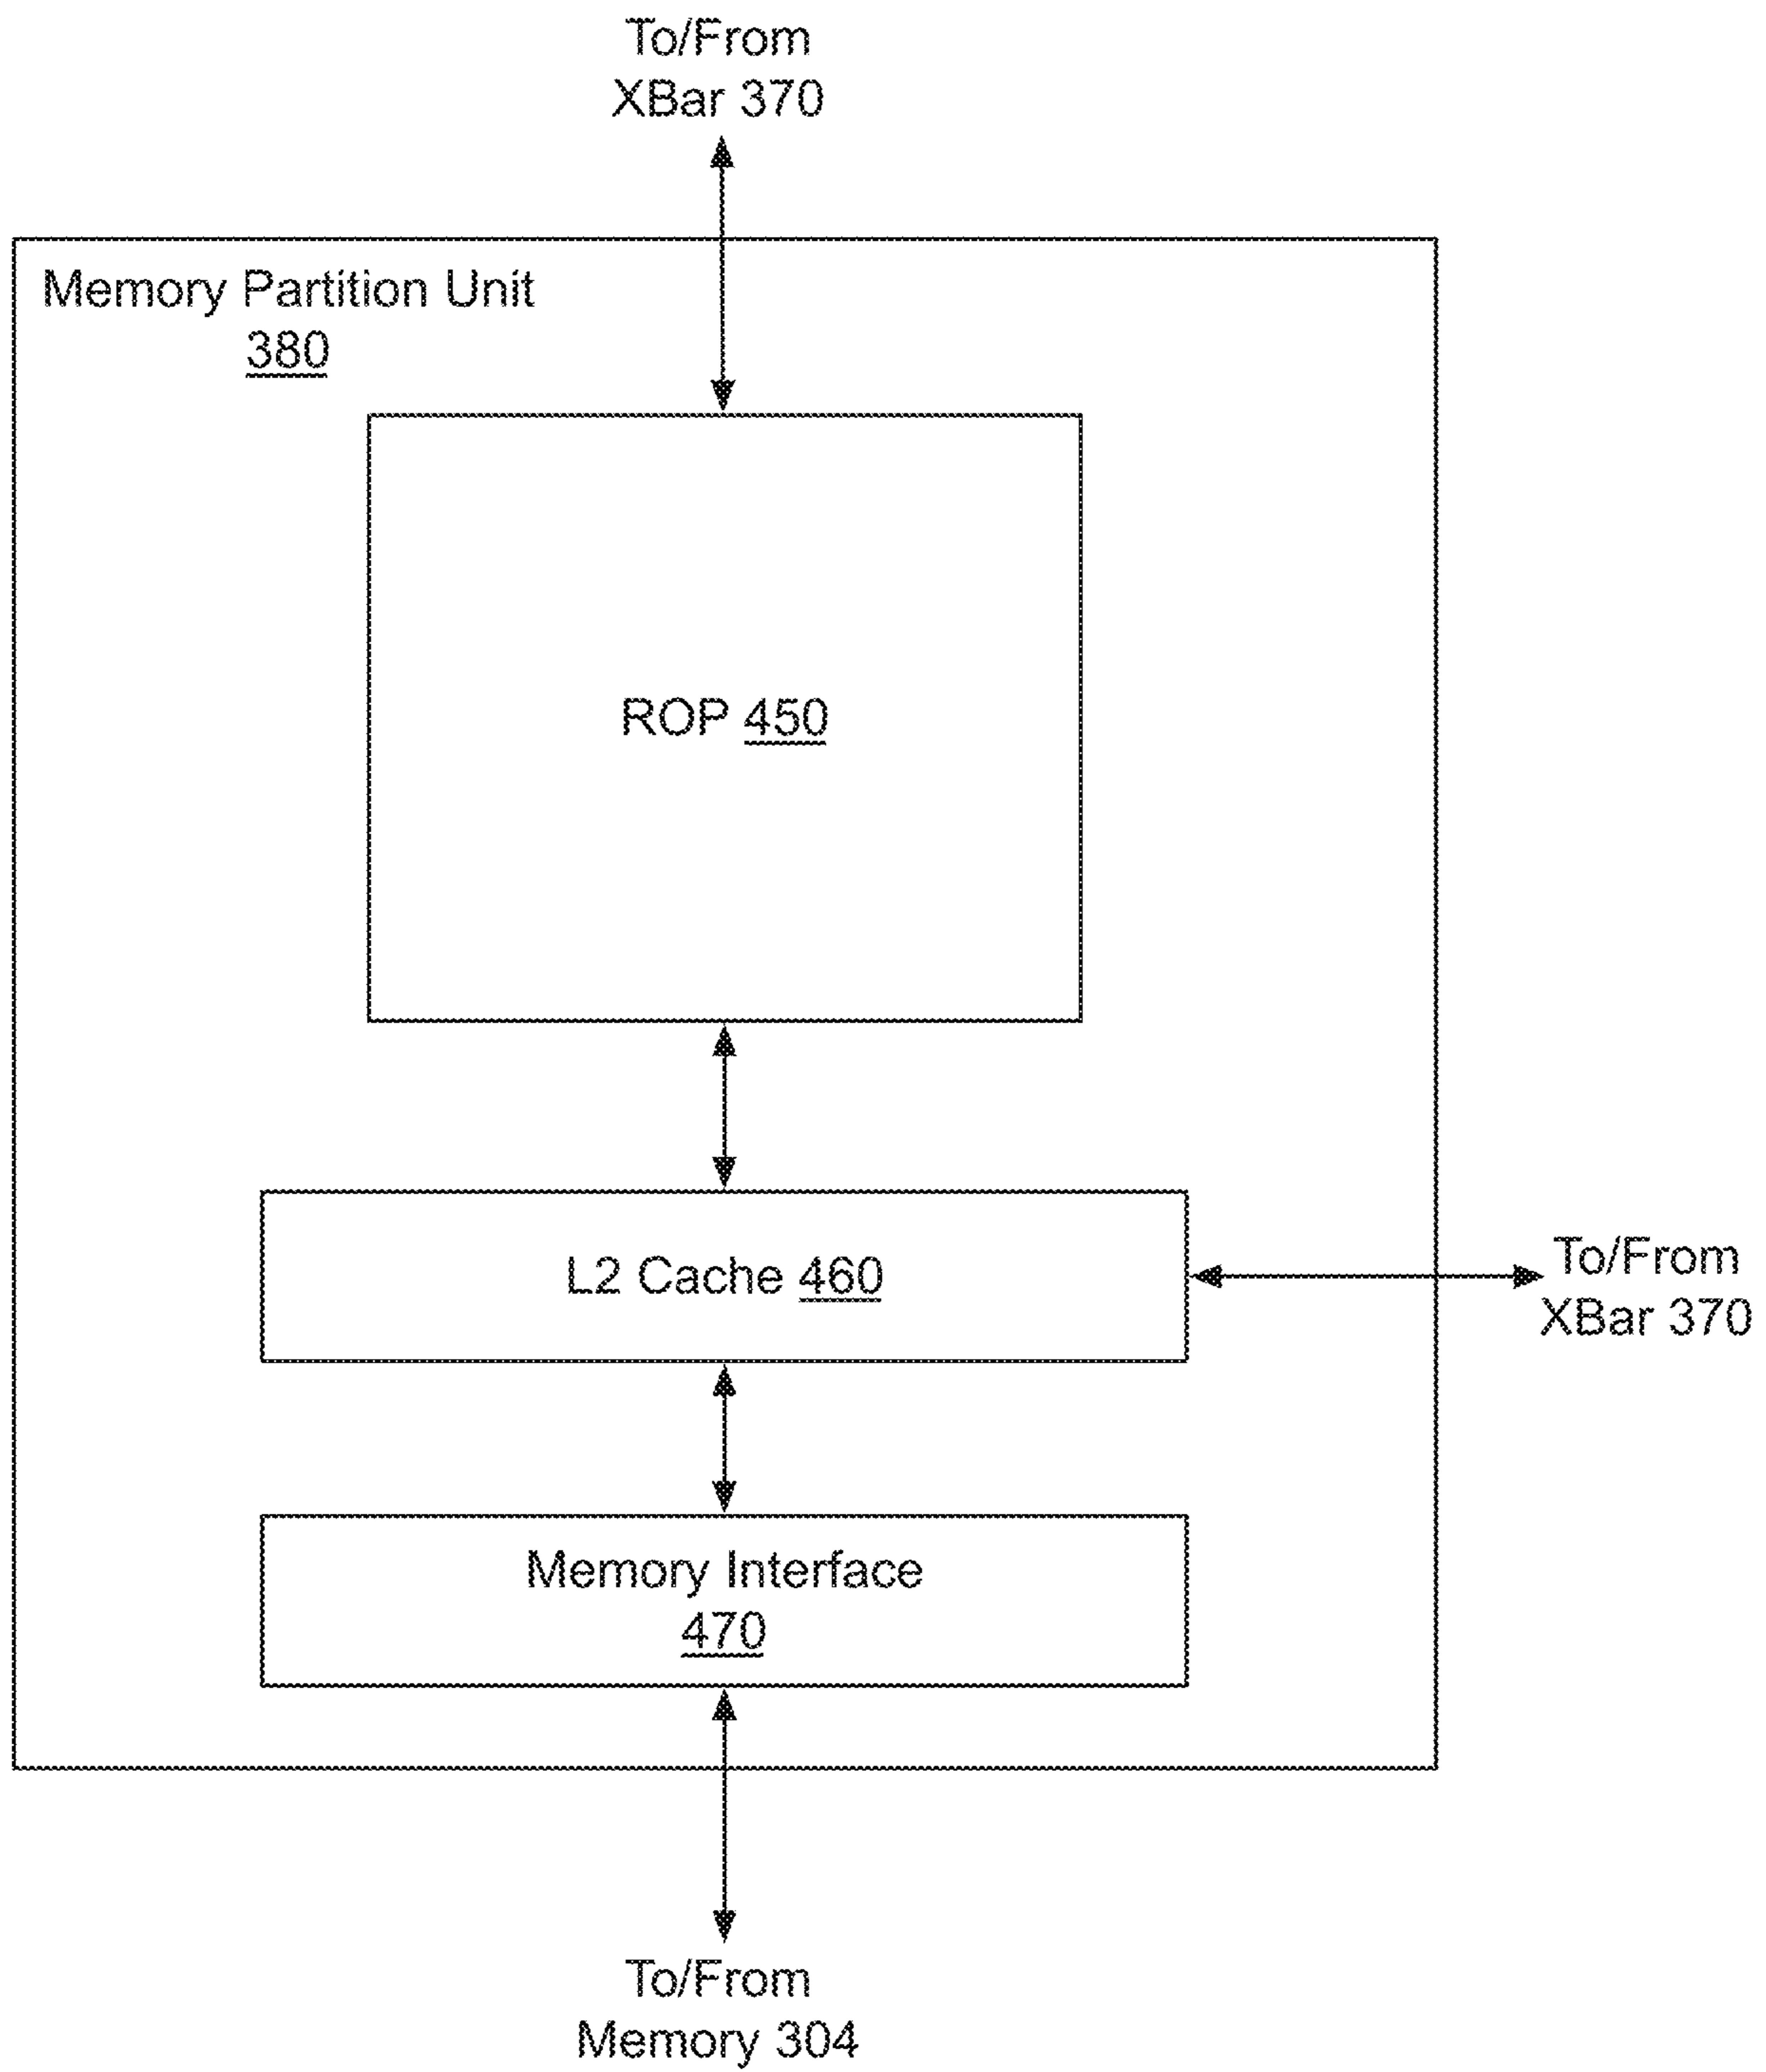 To/From
XBar 370
Memory Partition Unit
380
ROP 450
L2 Cache 460
To/From
XBar 370
Memory Interface
470
To/From
Memory 304